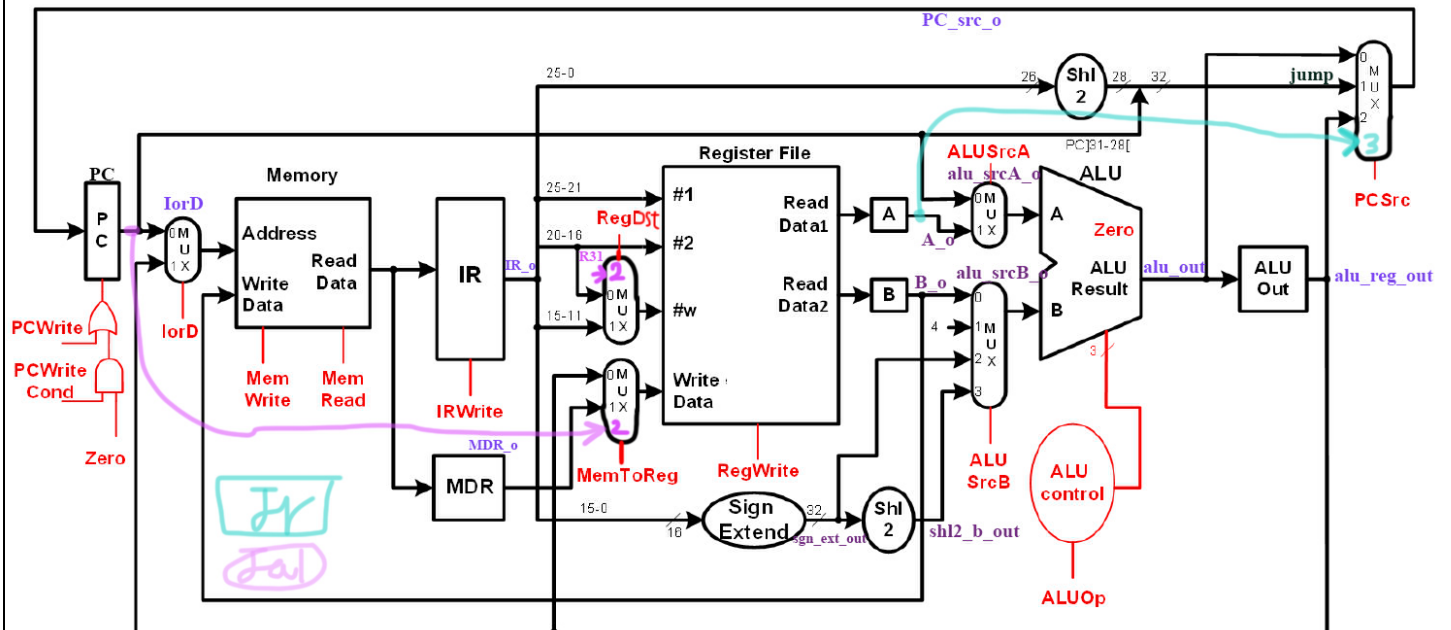 PC_src_o
25-0
26
Shl
2
28
32
jump
0
M
1 U
X
2
3
PCSrc
PC]31-28[
PC
P
C
IorD
0 M
U
1 X
IorD
PCWrite
PCWrite
Cond
Zero
Memory
Address
Read
Data
Write
Data
Mem
Write
Mem
Read
IR
IR_o
IRWrite
MDR
MDR_o
25-21
20-16
R31
15-11
15-0
16
RegDst
2
0 M
U
1 X
0 M
U
1 X
2
MemToReg
Register File
#1
#2
#w
Write
Data
Read
Data1
Read
Data2
RegWrite
Sign
Extend
32
sgn_ext_out
Shl
2
shl2_b_out
A
A_o
B
B_o
ALUSrcA
alu_srcA_o
0 M
U
1 X
alu_srcB_o
0
4
1 M
U
2 X
3
ALU
SrcB
ALU
A
Zero
ALU
Result
B
3
ALU
control
ALUOp
alu_out
ALU
Out
alu_reg_out
Jr
Jal